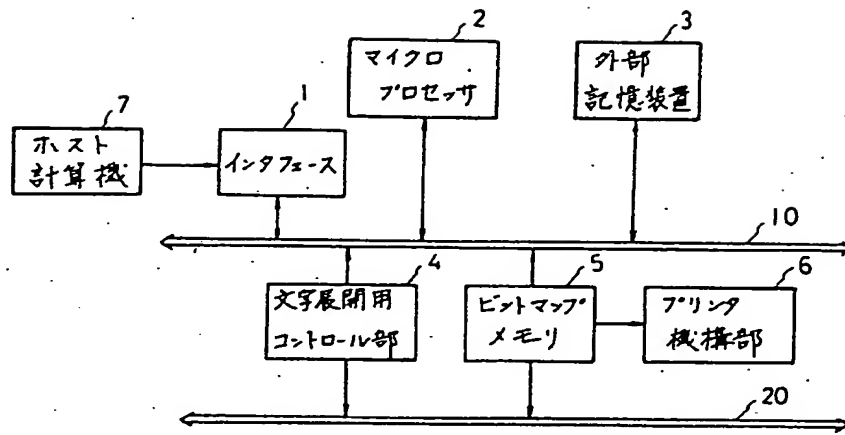 2
マイクロ
プロセッサ
3
外部
記憶装置
7
ホスト
計算機
1
インタフェース
10
4
文字展開用
コントロール部
5
ビットマップ
メモリ
6
プリンタ
機構部
20